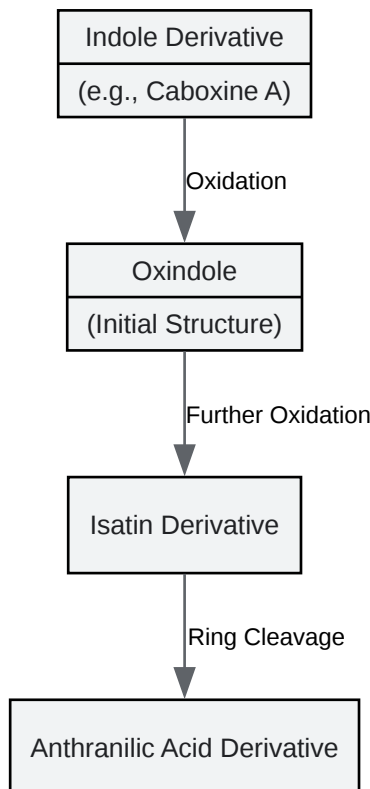 Indole Derivative
(e.g., Caboxine A)
Oxidation
Oxindole
(Initial Structure)
Further Oxidation
Isatin Derivative
Ring Cleavage
Anthranilic Acid Derivative